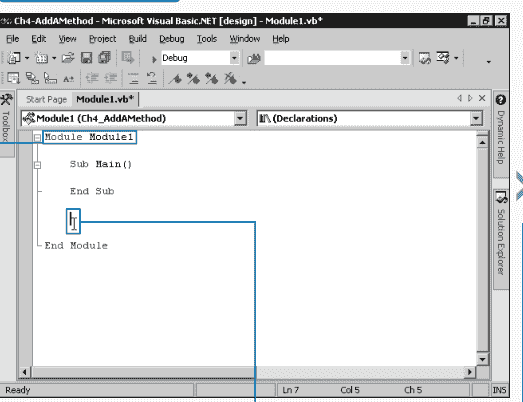 Ch4-AddAMethod - Microsoft Visual Basic.NET [design] - Module1.vb*
File Edit View Project Build Debug Tools Window Help
Debug
Start Page Module1.vb*
Module1 (Ch4_AddAMethod) (Declarations)
Module Module1
Sub Main()
End Sub
End Module
Toolbox
Dynamic Help
Solution Explorer
Ready Ln 7 Col 5 Ch 5 INS